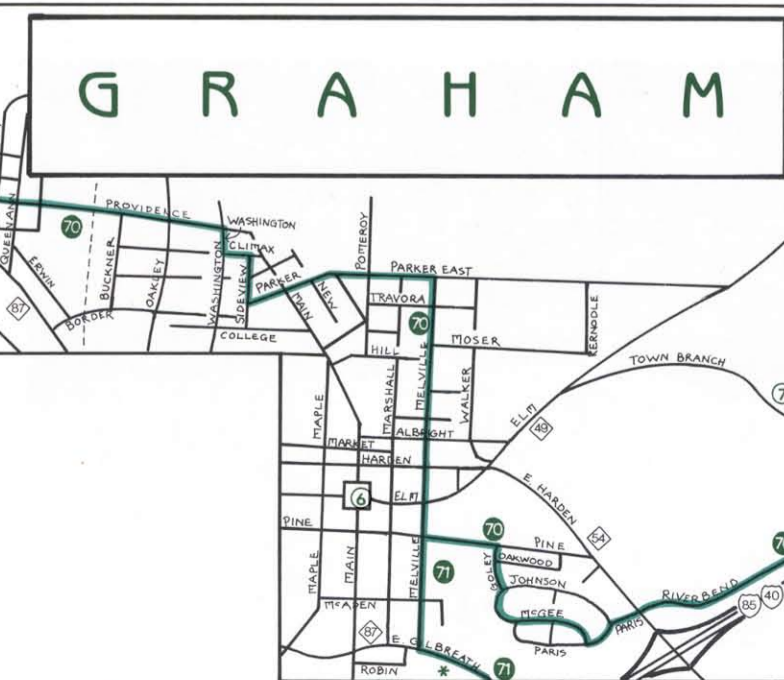 GRAHAM
QUEEN ANN
70
PROVIDENCE
WASHINGTON
CLIMAX
POMEROY
ERWIN
BUCKNER
OAKLEY
WASHINGTON
SIDEVIEW
PARKER
PARKER EAST
87
BORDER
MAIN
NEW
TRAVORA
70
KERNODLE
COLLEGE
HILL
MELVILLE
MOSER
TOWN BRANCH
MAPLE
MARSHALL
WALKER
ELM
49
ALBRIGHT
MARKET
HARDEN
6
ELM
E. HARDEN
PINE
70
PINE
54
MAPLE
MAIN
MELVILLE
71
MOLEY
OAKWOOD
JOHNSON
RIVER BEND
85
40
MCADEN
MCGEE
PARIS
87
E. GILBREATH
PARIS
ROBIN
*
71